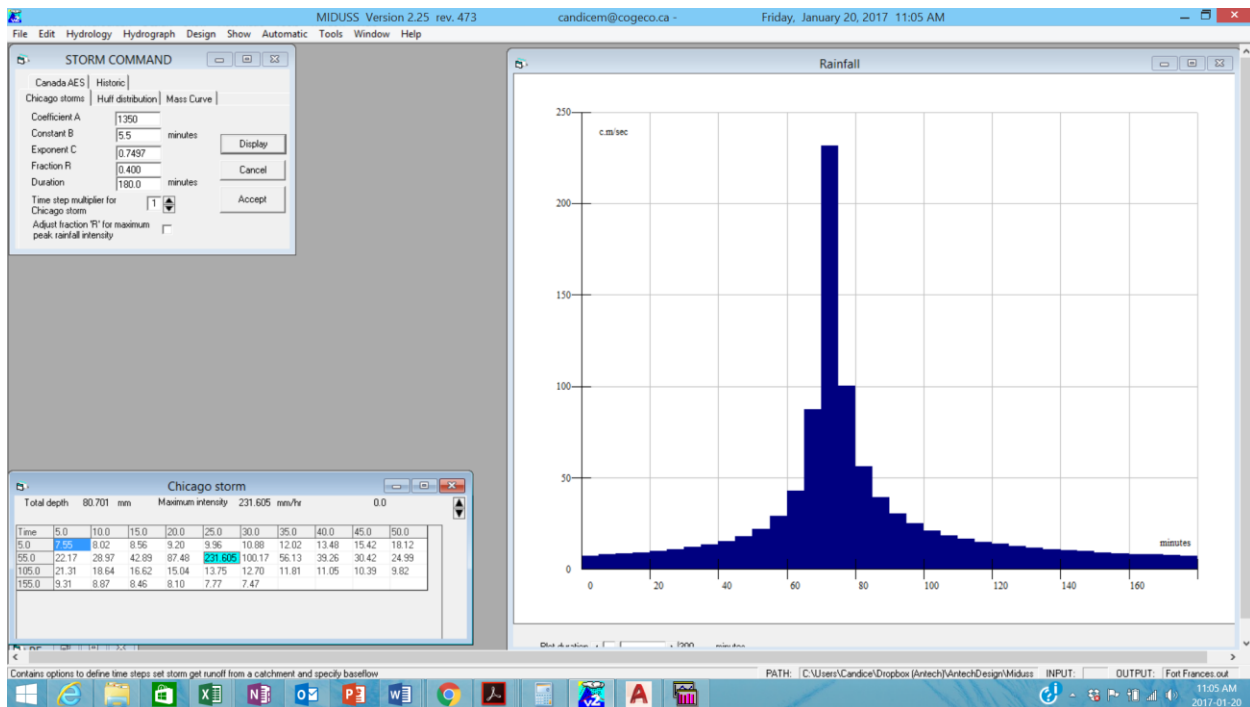 MIDUSS Version 2.25 rev. 473 candicem@cogeco.ca - Friday, January 20, 2017 11:05 AM
File Edit Hydrology Hydrograph Design Show Automatic Tools Window Help
STORM COMMAND
Canada AES Historic
Chicago storms Huff distribution Mass Curve
Coefficient A 1350
Constant B 5.5 minutes
Display
Exponent C 0.7497
Fraction R 0.400
Cancel
Duration 180.0 minutes
Time step multiplier for
Chicago storm 1
Accept
Adjust fraction 'R' for maximum
peak rainfall intensity
Chicago storm
Total depth 80.701 mm Maximum intensity 231.605 mm/hr 0.0
Time 5.0 10.0 15.0 20.0 25.0 30.0 35.0 40.0 45.0 50.0
5.0 7.55 8.02 8.56 9.20 9.96 10.88 12.02 13.48 15.42 18.12
55.0 22.17 28.97 42.89 87.48 231.605 100.17 56.13 39.26 30.42 24.99
105.0 21.31 18.64 16.62 15.04 13.75 12.70 11.81 11.05 10.39 9.82
155.0 9.31 8.87 8.46 8.10 7.77 7.47
Rainfall
250
c.m/sec
200
150
100
50
minutes
0
0 20 40 60 80 100 120 140 160
Contains options to define time steps set storm get runoff from a catchment and specify baseflow
PATH: C:\Users\Candice\Dropbox (Antech)\AntechDesign\Miduss INPUT: OUTPUT: Fort Frances.out
11:05 AM
2017-01-20